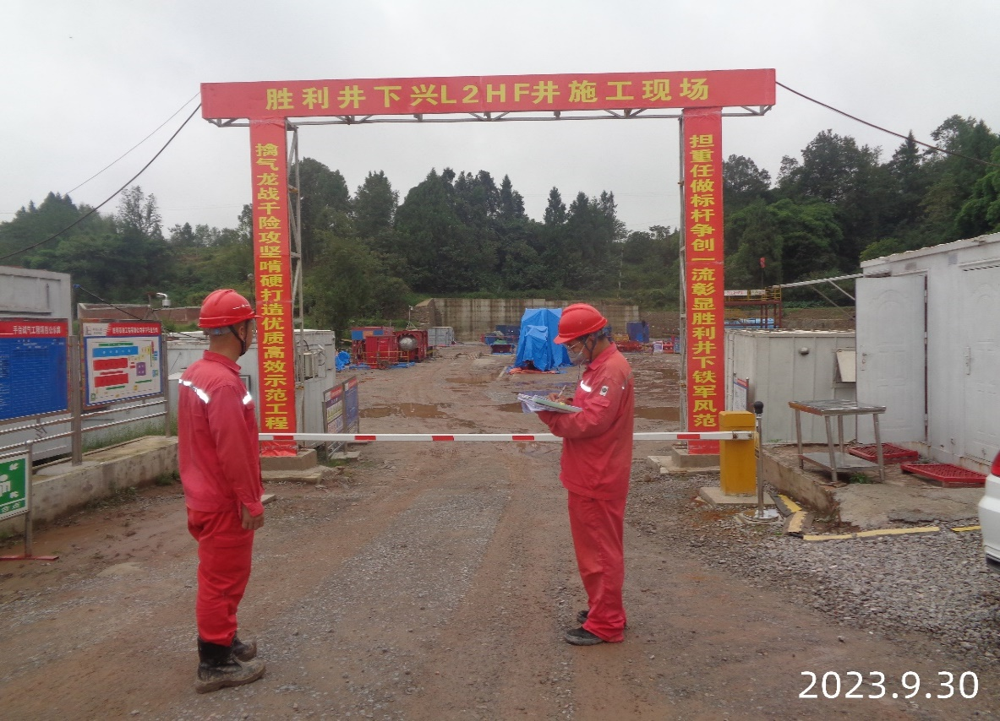 胜利井下兴L2HF井施工现场
擒气龙战千险攻坚啃硬打造优质高效示范工程
担重任做标杆争创一流彰显胜利井下铁军风范
2023.9.30